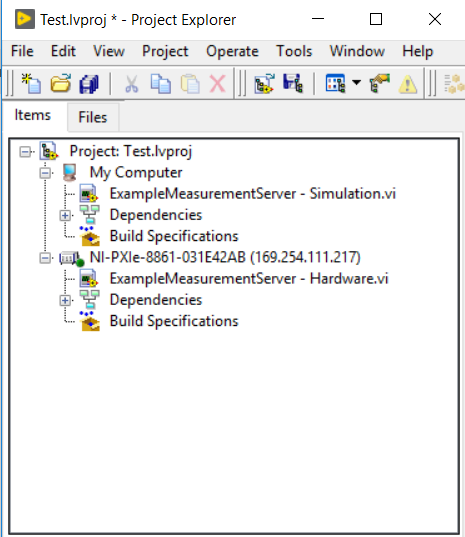 Test.lvproj * - Project Explorer
File Edit View Project Operate Tools Window Help
Items Files
Project: Test.lvproj
My Computer
ExampleMeasurementServer - Simulation.vi
Dependencies
Build Specifications
NI-PXIe-8861-031E42AB (169.254.111.217)
ExampleMeasurementServer - Hardware.vi
Dependencies
Build Specifications